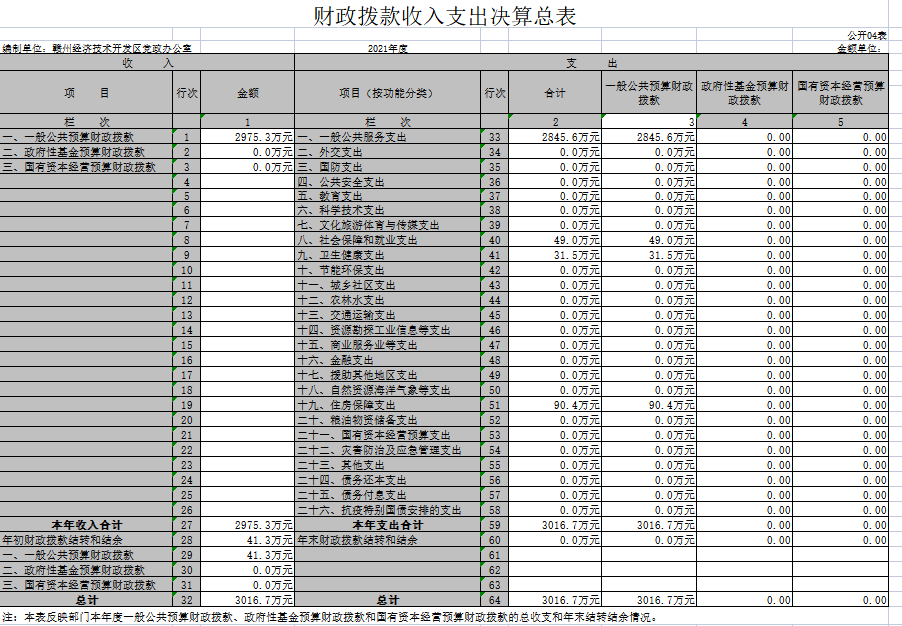 财政拨款收入支出决算总表
公开04表
编制单位：赣州经济技术开发区党政办公室 2021年度 金额单位：
收 入 支 出
项 目 行次 金额 项目（按功能分类） 行次 合计 一般公共预算财政拨款 政府性基金预算财政拨款 国有资本经营预算财政拨款
栏 次 1 栏 次 2 3 4 5
一、一般公共预算财政拨款 1 2975.3万元 一、一般公共服务支出 33 2845.6万元 2845.6万元 0.00 0.00
二、政府性基金预算财政拨款 2 0.0万元 二、外交支出 34 0.0万元 0.0万元 0.00 0.00
三、国有资本经营预算财政拨款 3 0.0万元 三、国防支出 35 0.0万元 0.0万元 0.00 0.00
4 四、公共安全支出 36 0.0万元 0.0万元 0.00 0.00
5 五、教育支出 37 0.0万元 0.0万元 0.00 0.00
6 六、科学技术支出 38 0.0万元 0.0万元 0.00 0.00
7 七、文化旅游体育与传媒支出 39 0.0万元 0.0万元 0.00 0.00
8 八、社会保障和就业支出 40 49.0万元 49.0万元 0.00 0.00
9 九、卫生健康支出 41 31.5万元 31.5万元 0.00 0.00
10 十、节能环保支出 42 0.0万元 0.0万元 0.00 0.00
11 十一、城乡社区支出 43 0.0万元 0.0万元 0.00 0.00
12 十二、农林水支出 44 0.0万元 0.0万元 0.00 0.00
13 十三、交通运输支出 45 0.0万元 0.0万元 0.00 0.00
14 十四、资源勘探工业信息等支出 46 0.0万元 0.0万元 0.00 0.00
15 十五、商业服务业等支出 47 0.0万元 0.0万元 0.00 0.00
16 十六、金融支出 48 0.0万元 0.0万元 0.00 0.00
17 十七、援助其他地区支出 49 0.0万元 0.0万元 0.00 0.00
18 十八、自然资源海洋气象等支出 50 0.0万元 0.0万元 0.00 0.00
19 十九、住房保障支出 51 90.4万元 90.4万元 0.00 0.00
20 二十、粮油物资储备支出 52 0.0万元 0.0万元 0.00 0.00
21 二十一、国有资本经营预算支出 53 0.0万元 0.0万元 0.00 0.00
22 二十二、灾害防治及应急管理支出 54 0.0万元 0.0万元 0.00 0.00
23 二十三、其他支出 55 0.0万元 0.0万元 0.00 0.00
24 二十四、债务还本支出 56 0.0万元 0.0万元 0.00 0.00
25 二十五、债务付息支出 57 0.0万元 0.0万元 0.00 0.00
26 二十六、抗疫特别国债安排的支出 58 0.0万元 0.0万元 0.00 0.00
本年收入合计 27 2975.3万元 本年支出合计 59 3016.7万元 3016.7万元 0.00 0.00
年初财政拨款结转和结余 28 41.3万元 年末财政拨款结转和结余 60 0.0万元 0.0万元 0.00 0.00
一、一般公共预算财政拨款 29 41.3万元 61
二、政府性基金预算财政拨款 30 0.0万元 62
三、国有资本经营预算财政拨款 31 0.0万元 63
总计 32 3016.7万元 总计 64 3016.7万元 3016.7万元 0.00 0.00
注：本表反映部门本年度一般公共预算财政拨款、政府性基金预算财政拨款和国有资本经营预算财政拨款的总收支和年末结转结余情况。